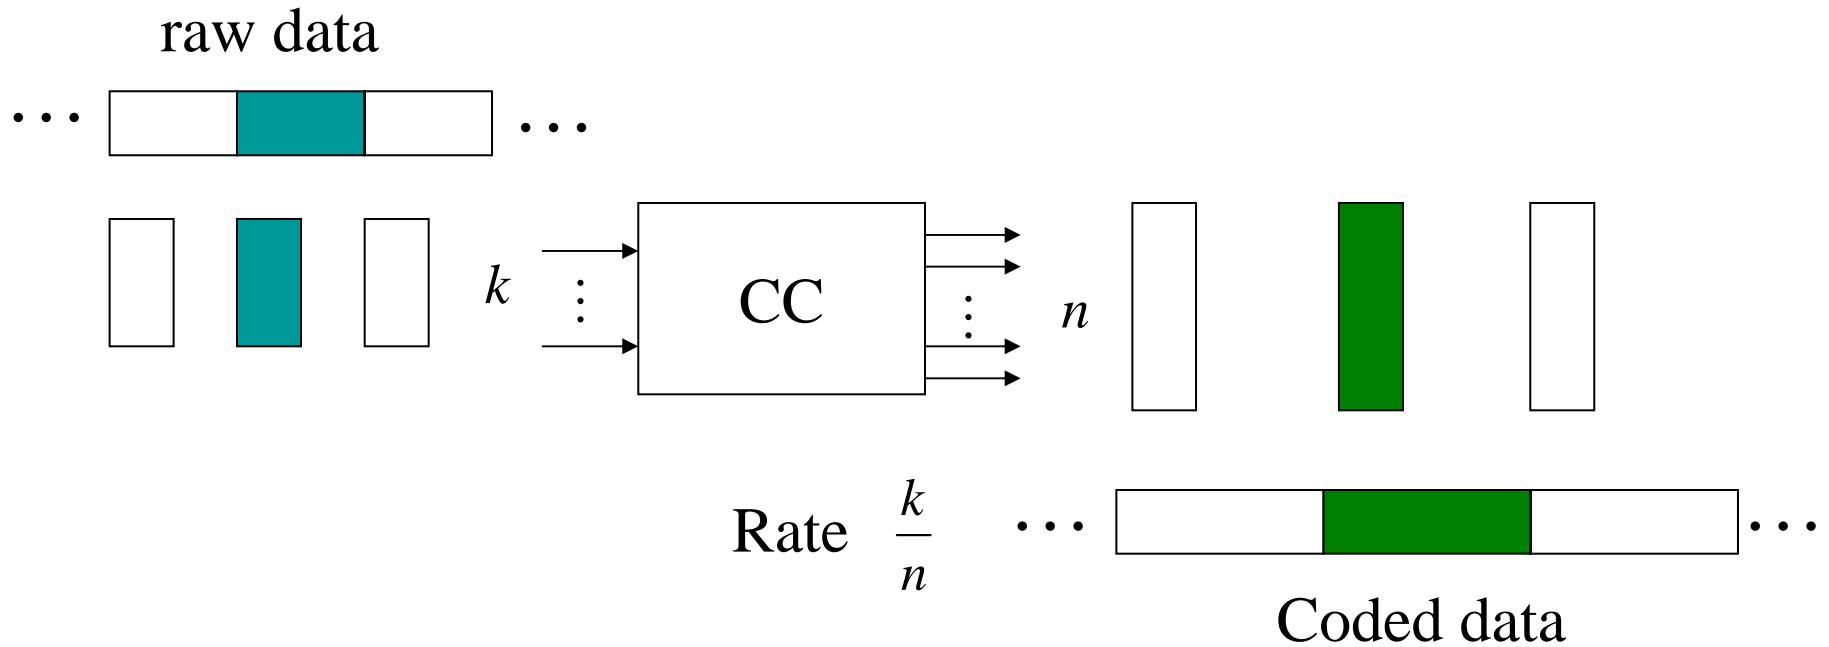 raw data
... ...
k
⋮
CC
⋮
n
Rate k/n
... ...
Coded data